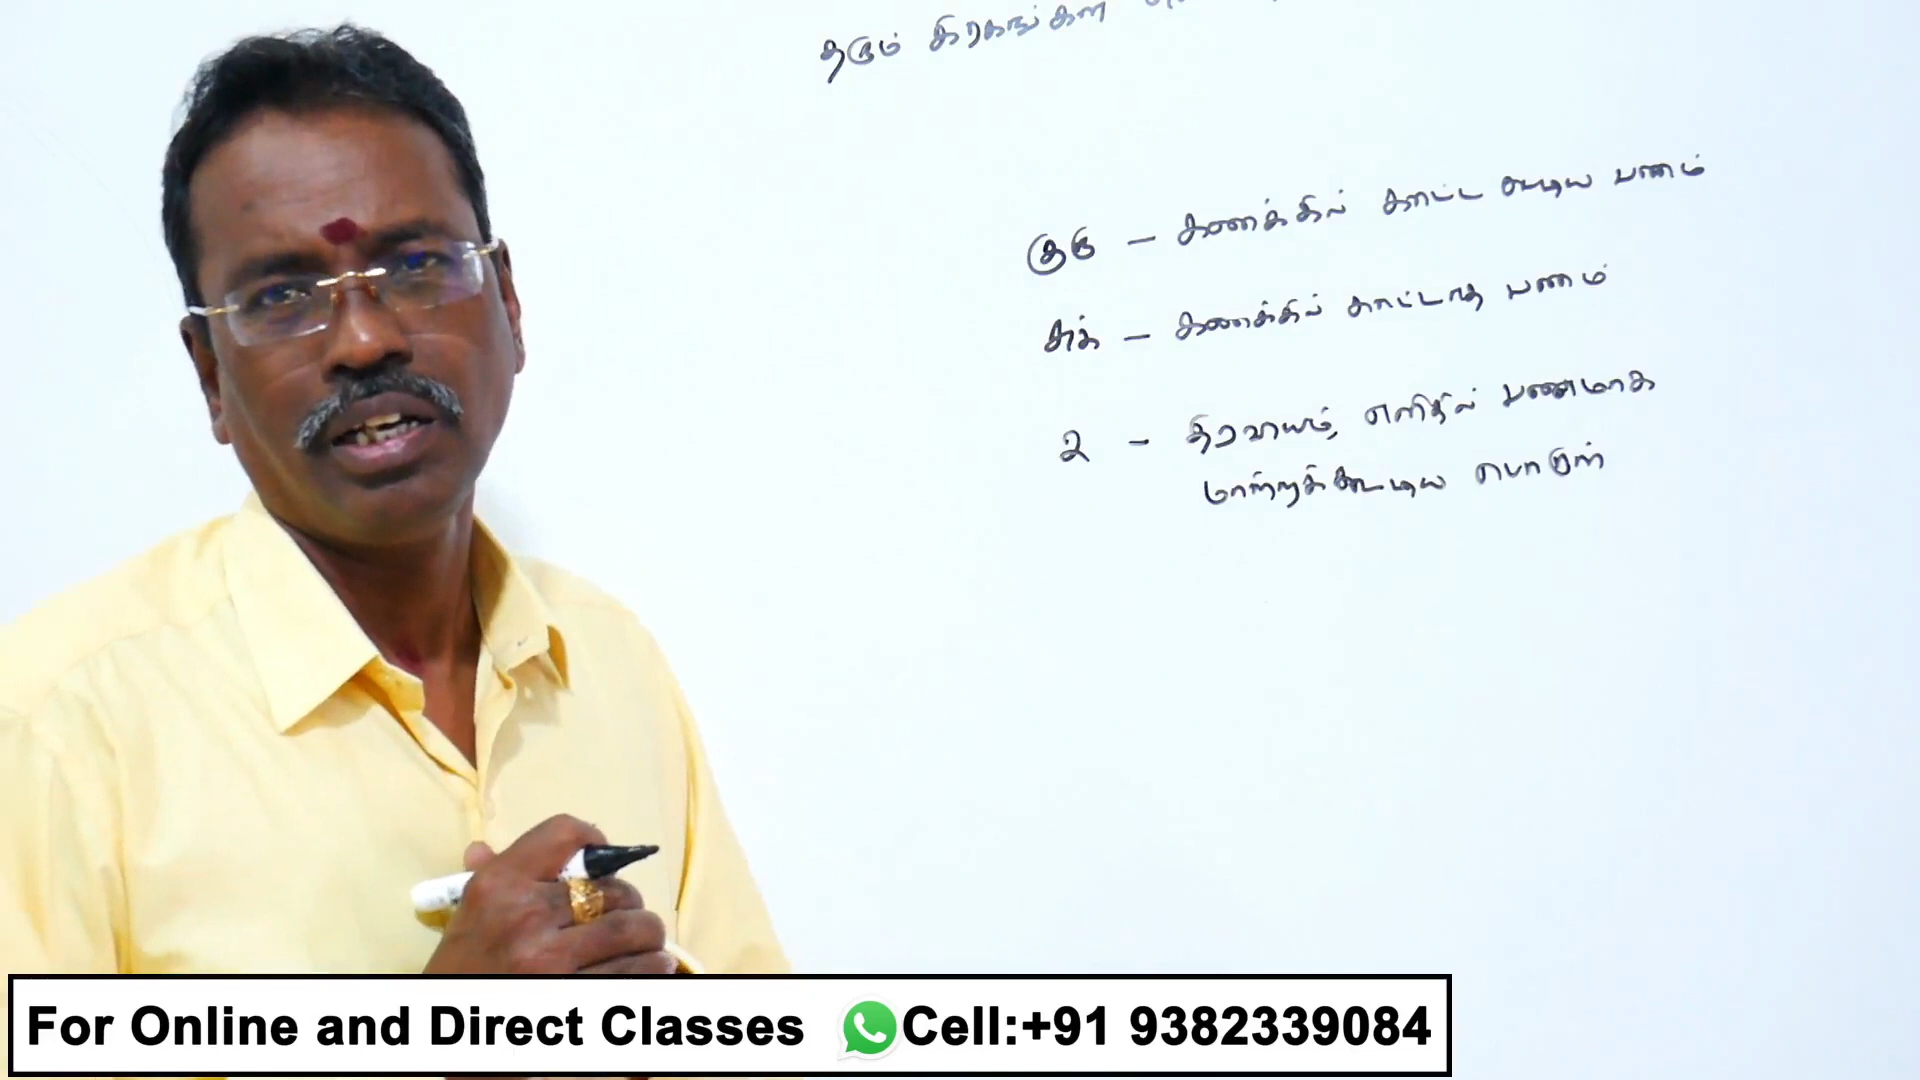 தரும் கிரகங்கள்
குரு – கணக்கில் காட்ட கூடிய பணம்
சுக் – கணக்கில் காட்டாத பணம்
2 – திரவியம், எளிதில் பணமாக
மாற்றக்கூடிய பொருள்
For Online and Direct Classes Cell:+91 9382339084